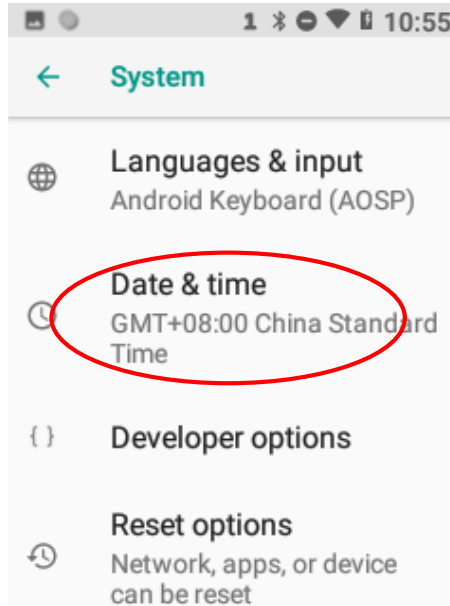 1 10:55
System
Languages & input
Android Keyboard (AOSP)
Date & time
GMT+08:00 China Standard
Time
{ } Developer options
Reset options
Network, apps, or device
can be reset